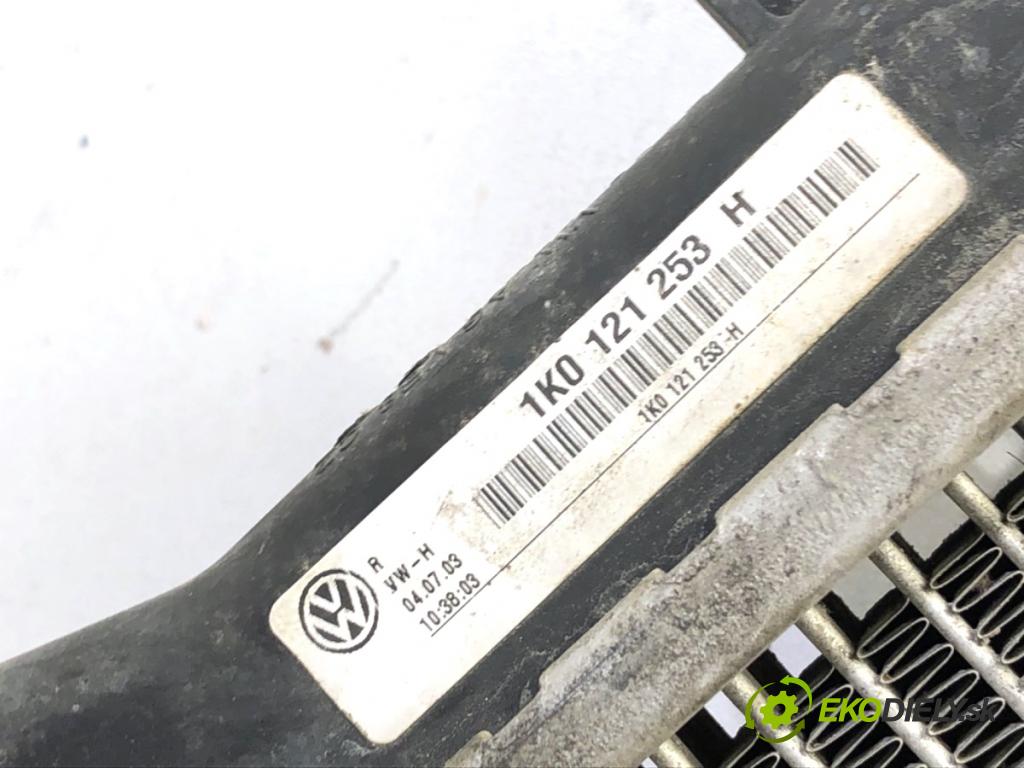 1K0 121 253 H
1K0 121 253-H
R
VW-H
04.07.03
10:38:03
EKODIELY.sk